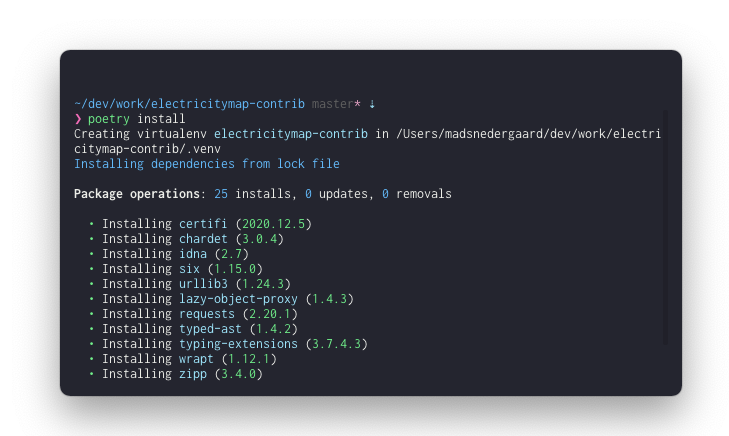 ~/dev/work/electricitymap-contrib master* ↓
❯ poetry install
Creating virtualenv electricitymap-contrib in /Users/madsnedergaard/dev/work/electri
citymap-contrib/.venv
Installing dependencies from lock file
Package operations: 25 installs, 0 updates, 0 removals
• Installing certifi (2020.12.5)
• Installing chardet (3.0.4)
• Installing idna (2.7)
• Installing six (1.15.0)
• Installing urllib3 (1.24.3)
• Installing lazy-object-proxy (1.4.3)
• Installing requests (2.20.1)
• Installing typed-ast (1.4.2)
• Installing typing-extensions (3.7.4.3)
• Installing wrapt (1.12.1)
• Installing zipp (3.4.0)